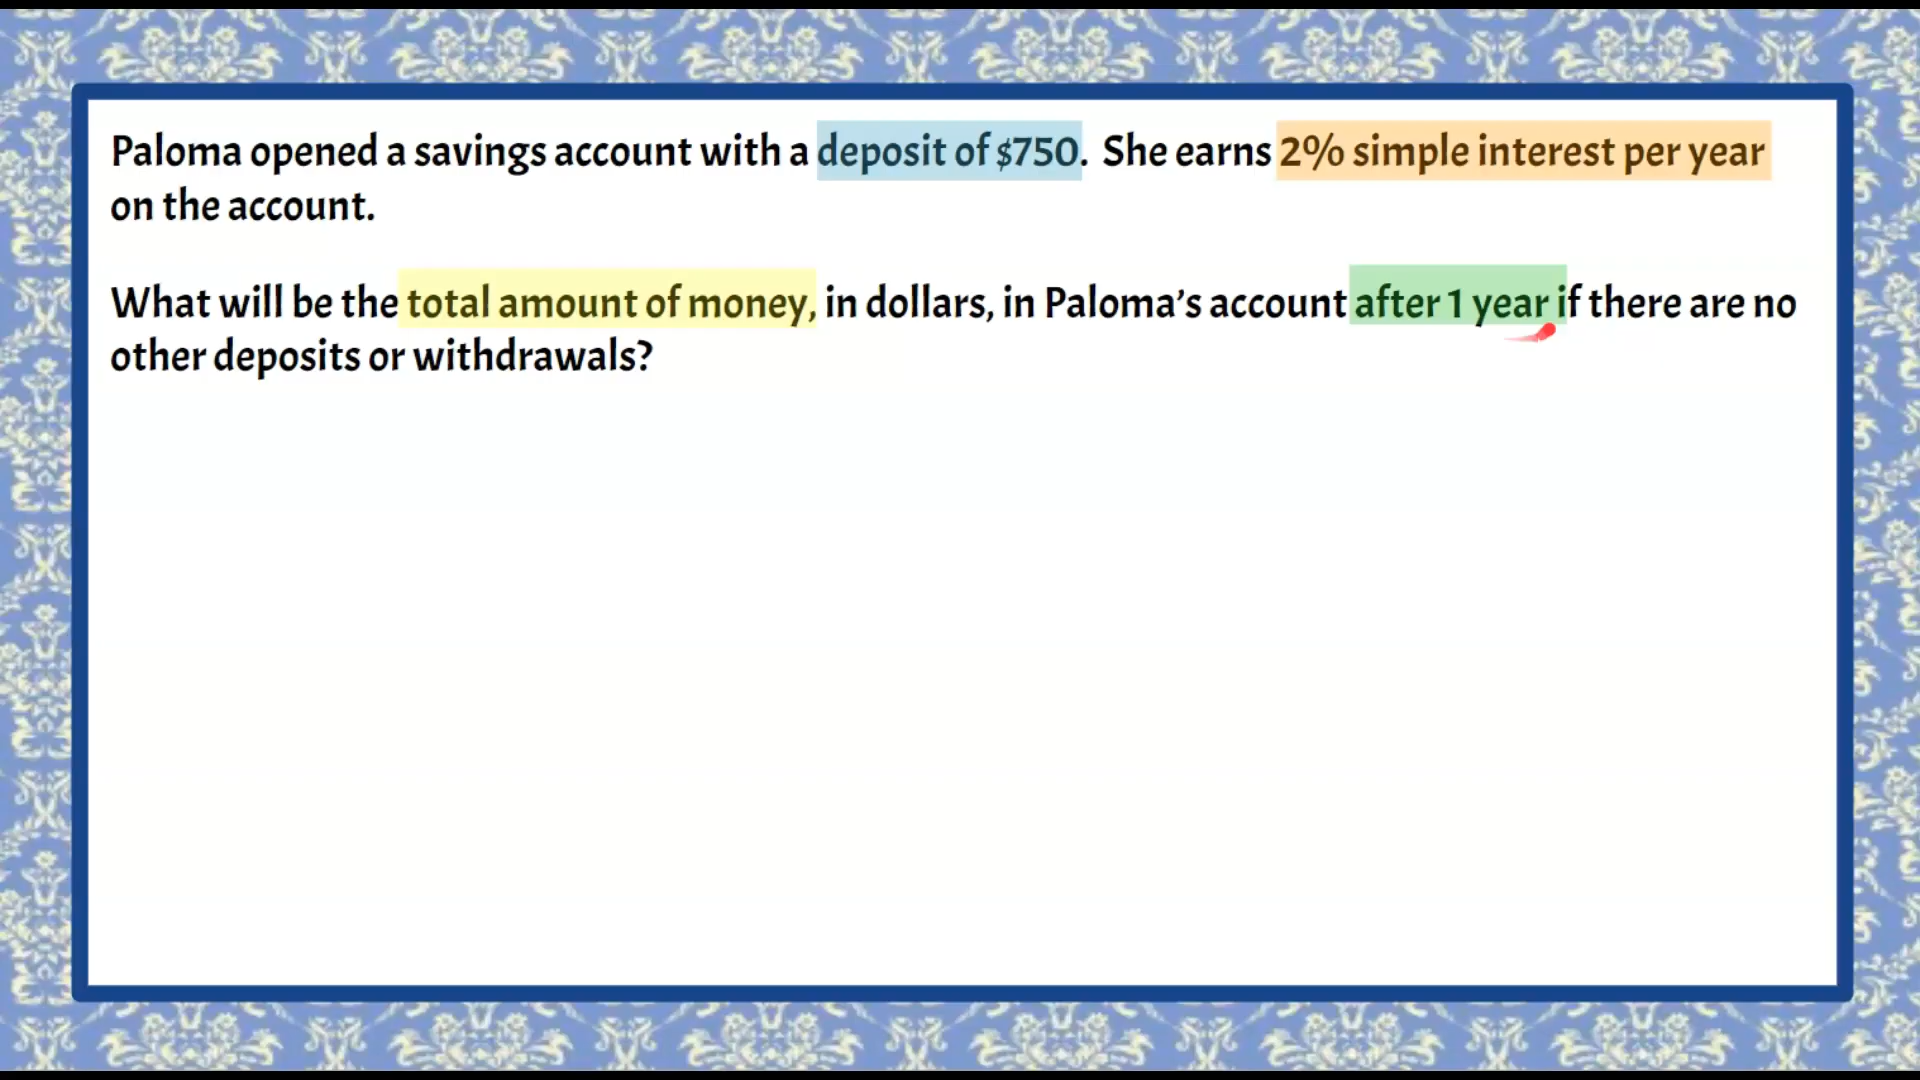 Paloma opened a savings account with a deposit of $750. She earns 2% simple interest per year
on the account.
What will be the total amount of money, in dollars, in Paloma's account after 1 year if there are no
other deposits or withdrawals?